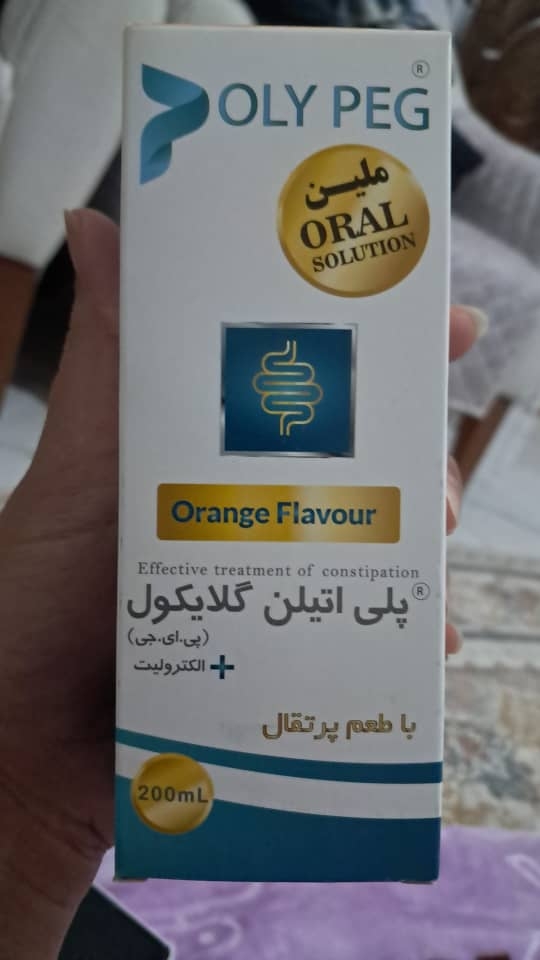 POLY PEG®
ملین
ORAL
SOLUTION
Orange Flavour
Effective treatment of constipation
پلی اتیلن گلایکول®
(پی.ای.جی)
+ الکترولیت
با طعم پرتقال
200mL